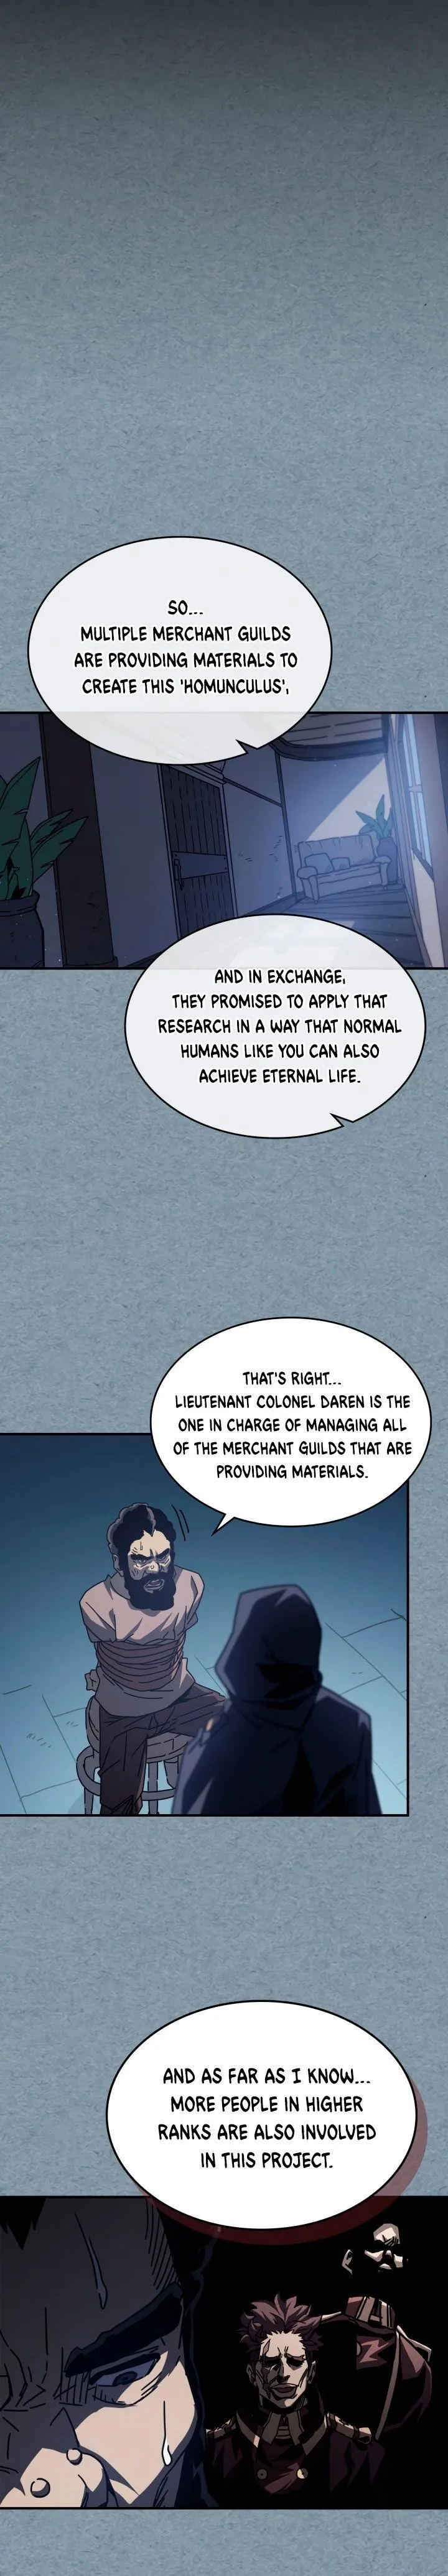 SO...
MULTIPLE MERCHANT GUILDS
ARE PROVIDING MATERIALS TO
CREATE THIS 'HOMUNCULUS',
AND IN EXCHANGE,
THEY PROMISED TO APPLY THAT
RESEARCH IN A WAY THAT NORMAL
HUMANS LIKE YOU CAN ALSO
ACHIEVE ETERNAL LIFE.
THAT'S RIGHT...
LIEUTENANT COLONEL DAREN IS THE
ONE IN CHARGE OF MANAGING ALL
OF THE MERCHANT GUILDS THAT ARE
PROVIDING MATERIALS.
AND AS FAR AS I KNOW...
MORE PEOPLE IN HIGHER
RANKS ARE ALSO INVOLVED
IN THIS PROJECT.